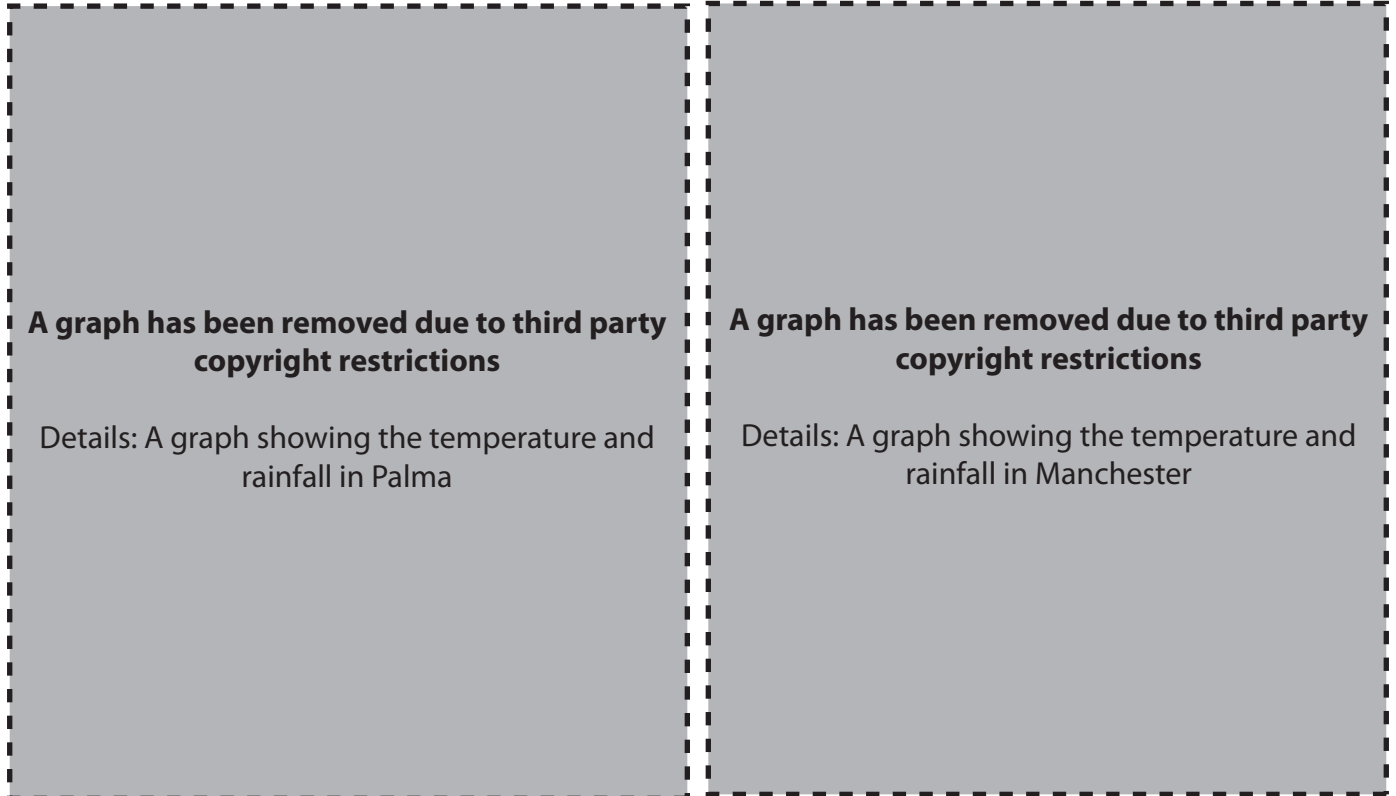 A graph has been removed due to third party
copyright restrictions
Details: A graph showing the temperature and
rainfall in Palma
A graph has been removed due to third party
copyright restrictions
Details: A graph showing the temperature and
rainfall in Manchester